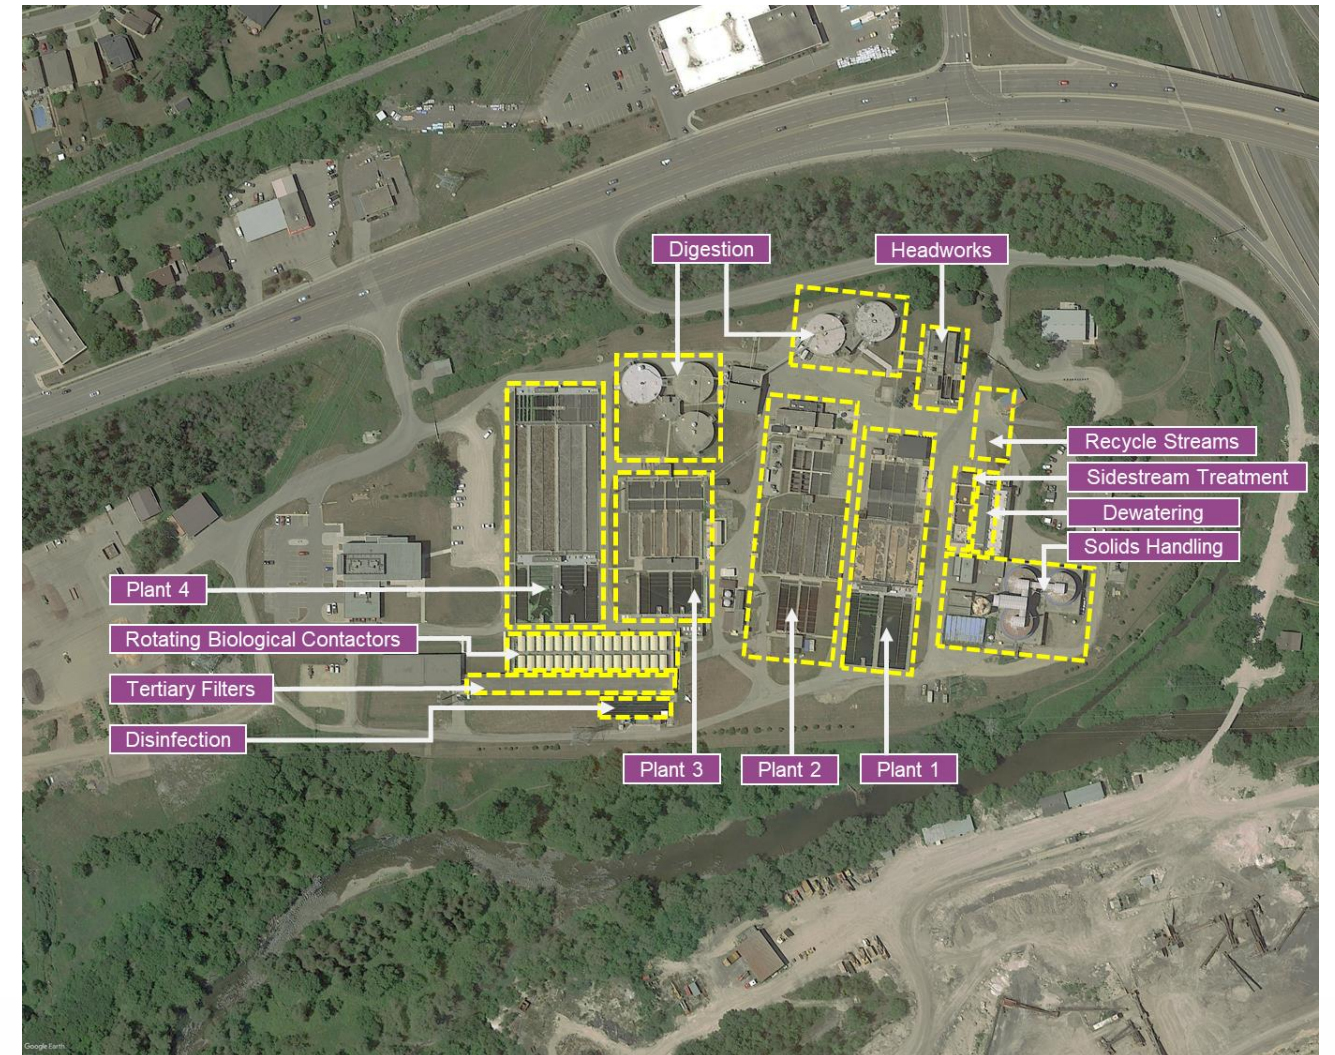 Digestion
Headworks
Recycle Streams
Sidestream Treatment
Dewatering
Solids Handling
Plant 4
Rotating Biological Contactors
Tertiary Filters
Disinfection
Plant 3
Plant 2
Plant 1
Google Earth